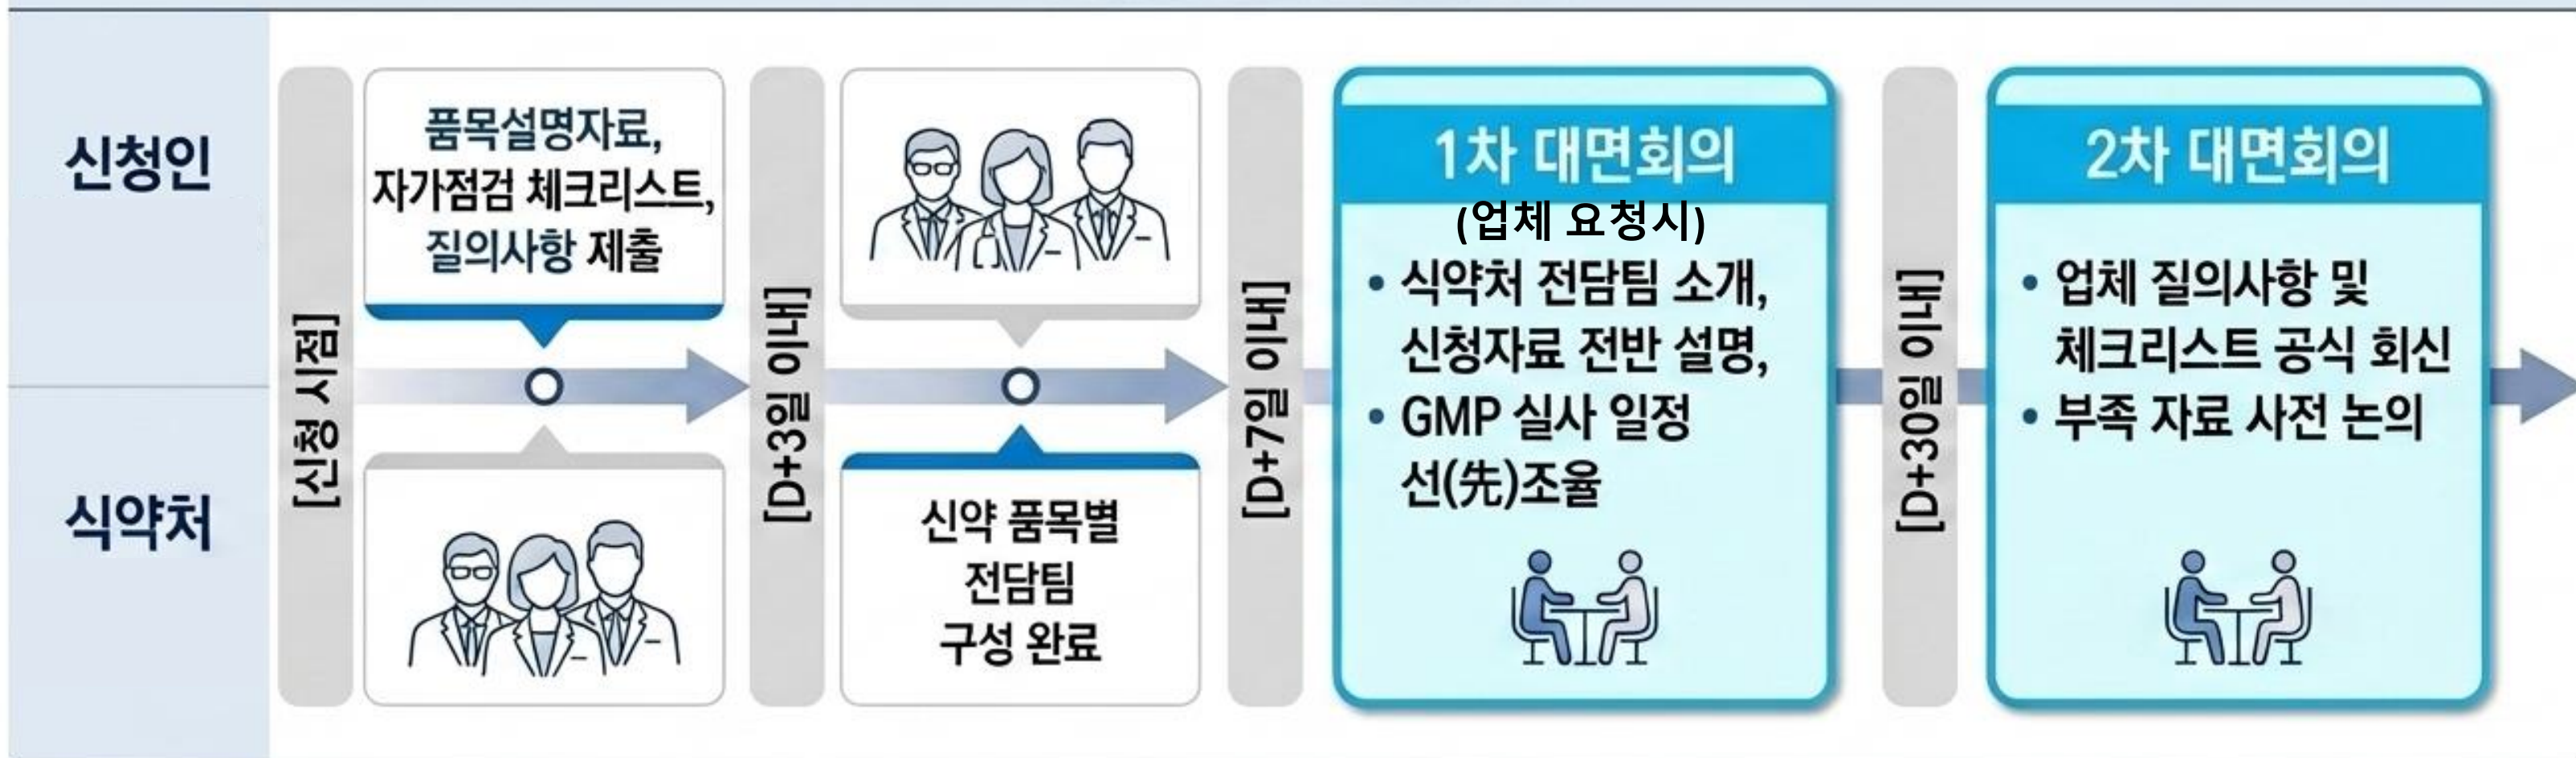 신청인
식약처
[신청 시점]
품목설명자료,
자가점검 체크리스트,
질의사항 제출
[D+3일 이내]
신약 품목별
전담팀
구성 완료
[D+7일 이내]
1차 대면회의
(업체 요청시)
• 식약처 전담팀 소개,
신청자료 전반 설명,
• GMP 실사 일정
선(先)조율
[D+30일 이내]
2차 대면회의
• 업체 질의사항 및
체크리스트 공식 회신
• 부족 자료 사전 논의